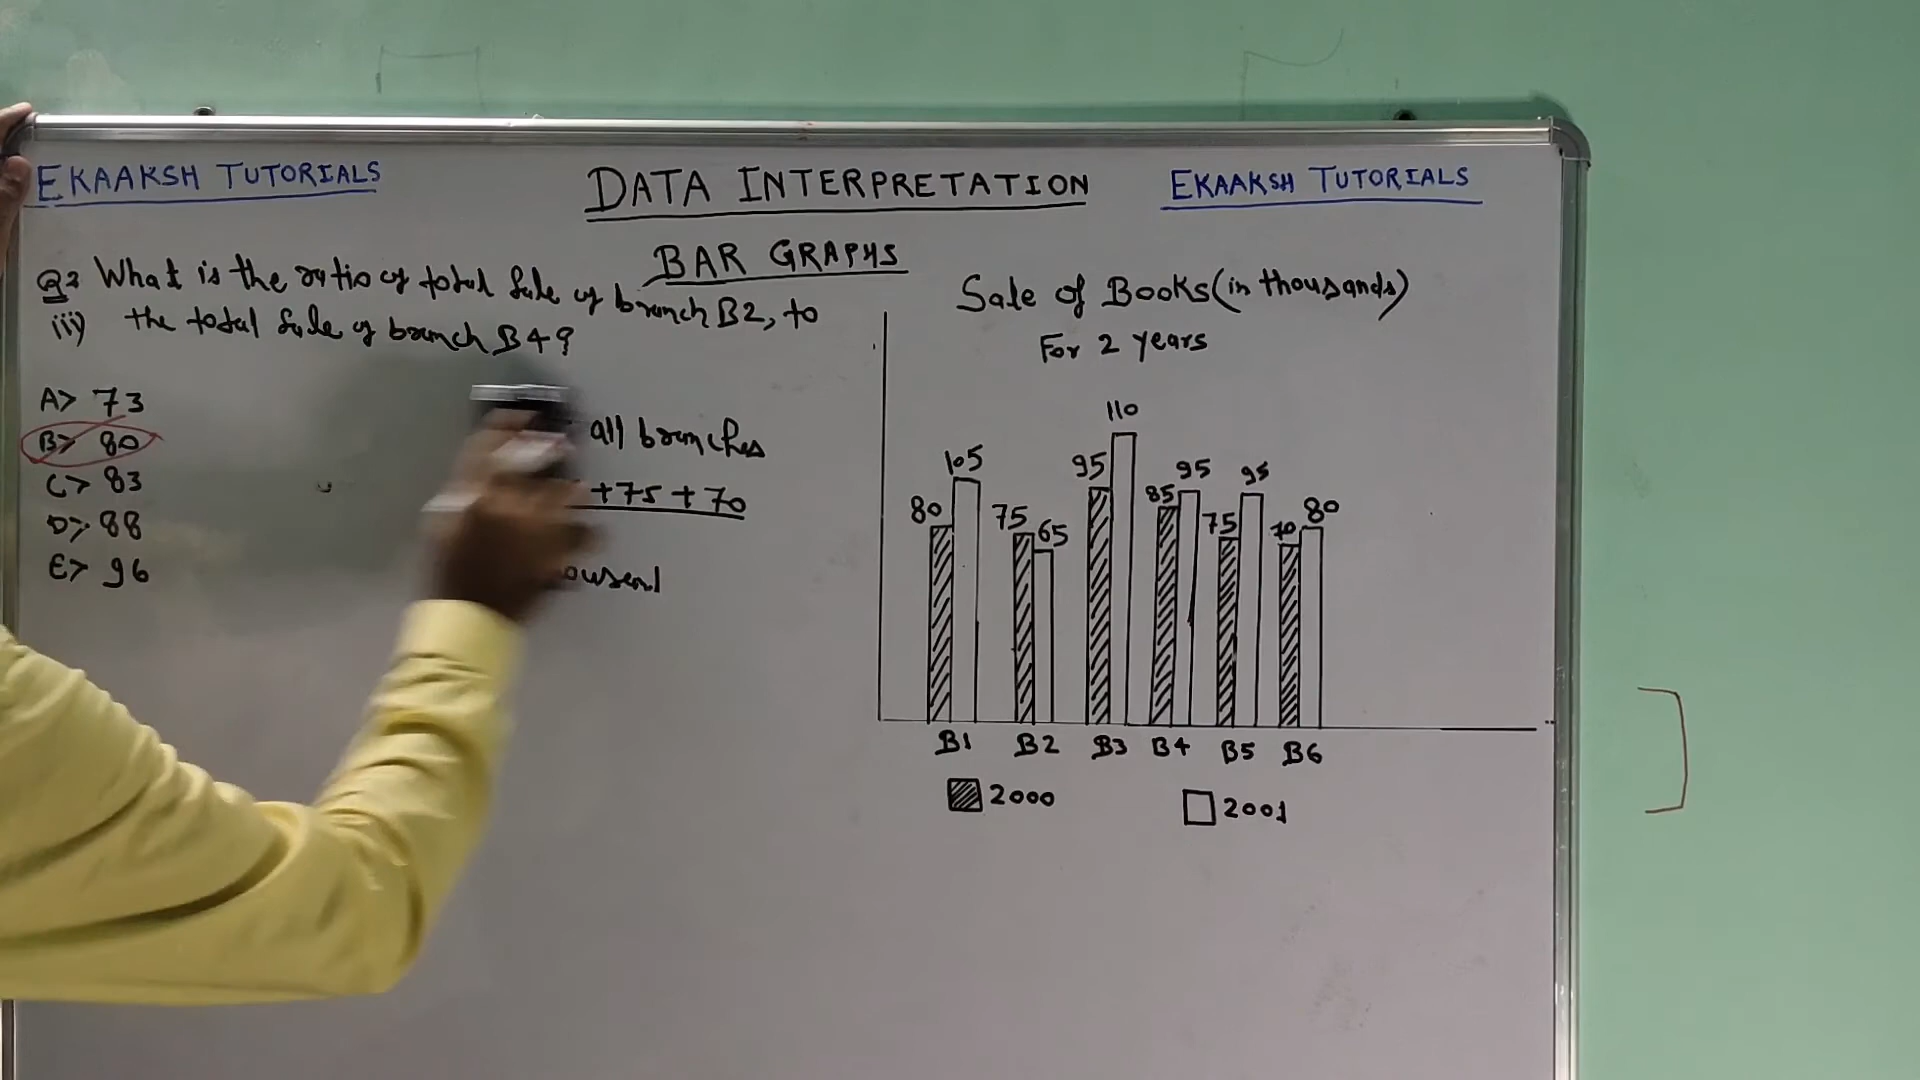 EKAAKSH TUTORIALS
DATA INTERPRETATION
EKAAKSH TUTORIALS
BAR GRAPHS
Q2 What is the ratio of total sale of branch B2, to
iii) the total sale of branch B4?
A> 73
B> 80
C> 83
D> 88
E> 96
all branches
+75 + 70
Sale of Books (in thousands)
For 2 years
80 105 75 65 95 110 85 95 75 95 70 80
B1 B2 B3 B4 B5 B6
2000 2001